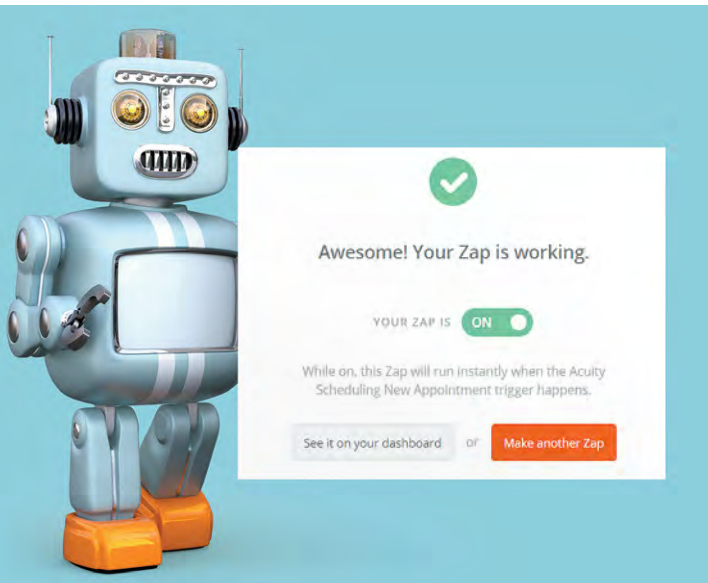 Awesome! Your Zap is working.
YOUR ZAP IS ON
While on, this Zap will run instantly when the Acuity
Scheduling New Appointment trigger happens.
See it on your dashboard or Make another Zap